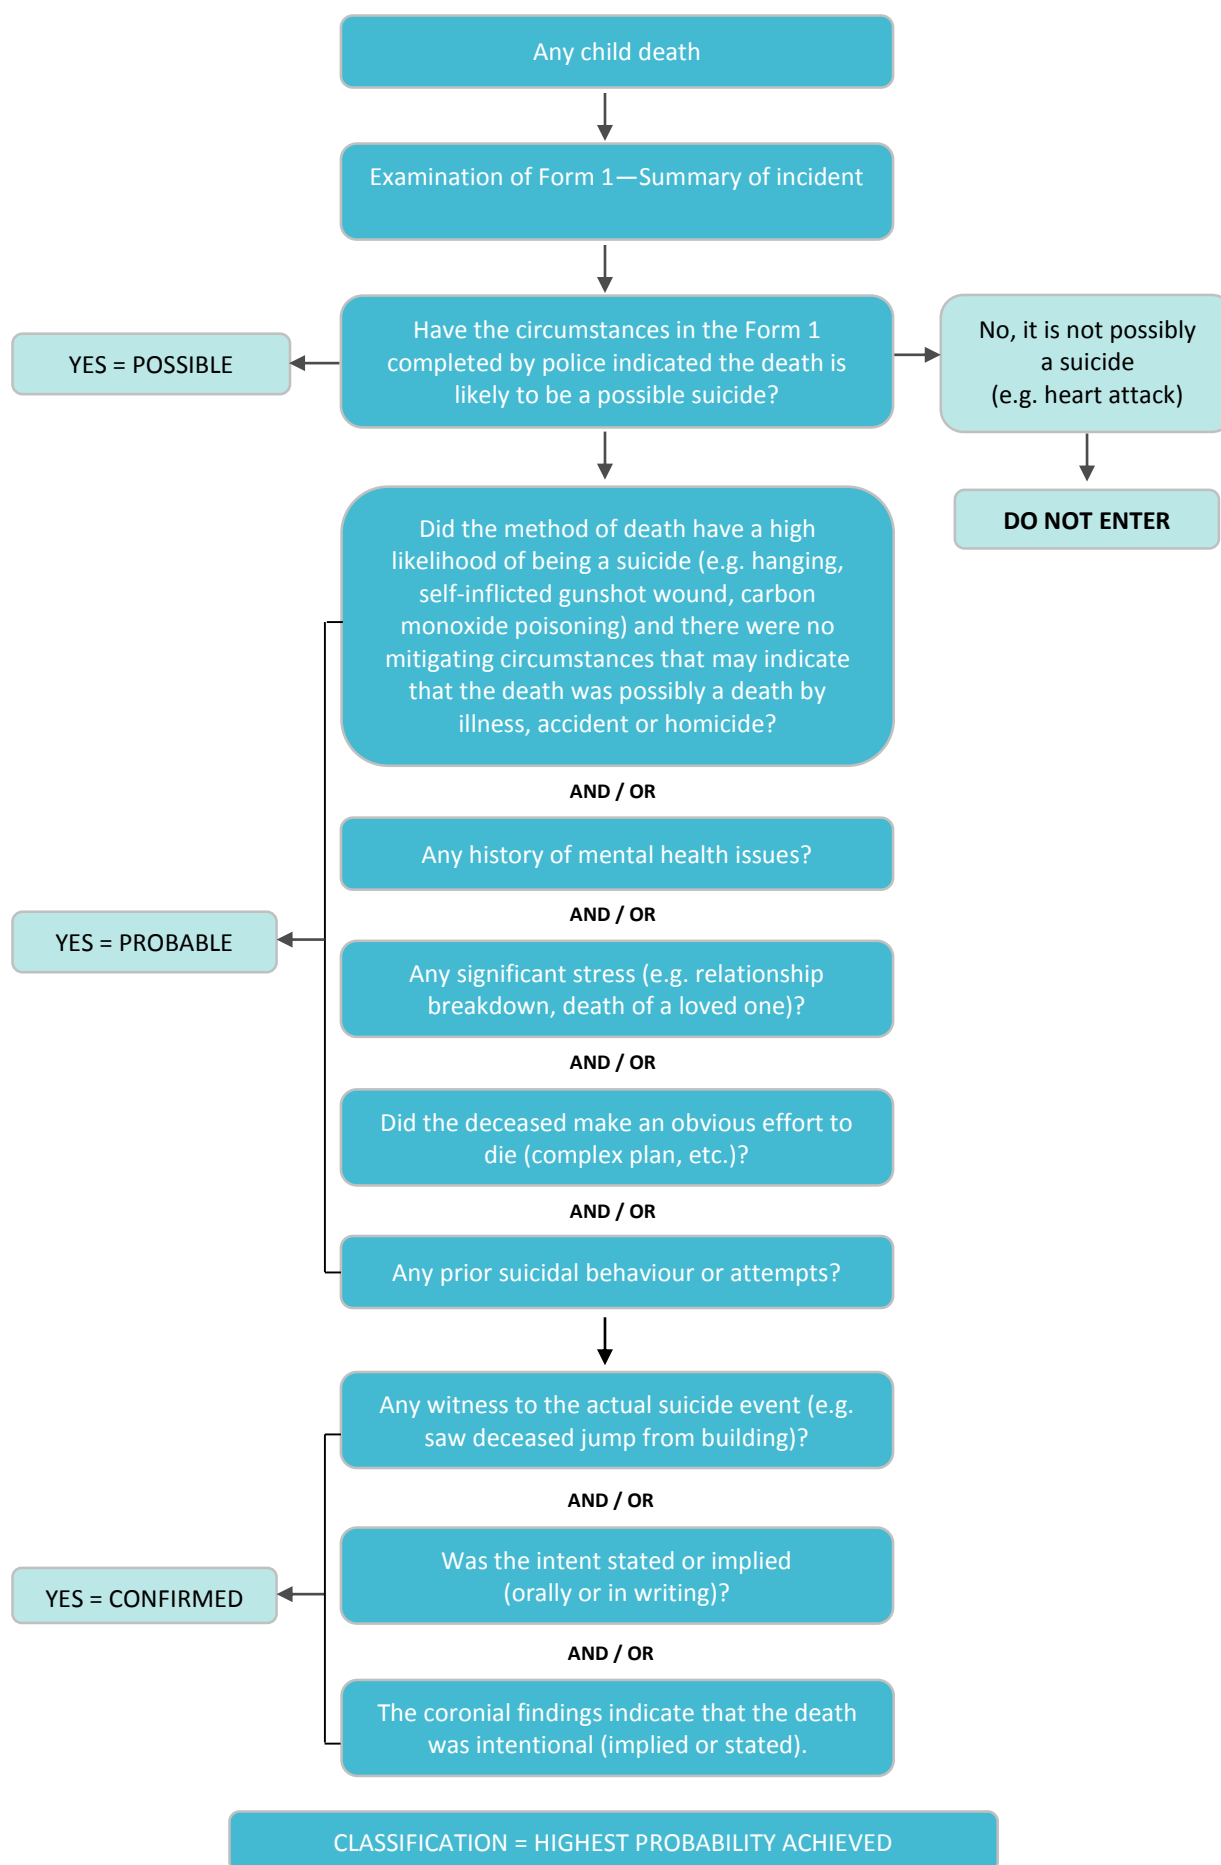 Any child death
Examination of Form 1—Summary of incident
Have the circumstances in the Form 1
completed by police indicated the death is
likely to be a possible suicide?
YES = POSSIBLE
No, it is not possibly
a suicide
(e.g. heart attack)
DO NOT ENTER
Did the method of death have a high
likelihood of being a suicide (e.g. hanging,
self-inflicted gunshot wound, carbon
monoxide poisoning) and there were no
mitigating circumstances that may indicate
that the death was possibly a death by
illness, accident or homicide?
AND / OR
Any history of mental health issues?
AND / OR
YES = PROBABLE
Any significant stress (e.g. relationship
breakdown, death of a loved one)?
AND / OR
Did the deceased make an obvious effort to
die (complex plan, etc.)?
AND / OR
Any prior suicidal behaviour or attempts?
Any witness to the actual suicide event (e.g.
saw deceased jump from building)?
AND / OR
Was the intent stated or implied
(orally or in writing)?
YES = CONFIRMED
AND / OR
The coronial findings indicate that the death
was intentional (implied or stated).
CLASSIFICATION = HIGHEST PROBABILITY ACHIEVED